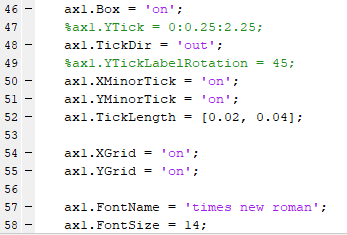 46 – ax1.Box = 'on';
47 %ax1.YTick = 0:0.25:2.25;
48 – ax1.TickDir = 'out';
49 %ax1.YTickLabelRotation = 45;
50 – ax1.XMinorTick = 'on';
51 – ax1.YMinorTick = 'on';
52 – ax1.TickLength = [0.02, 0.04];
53
54 – ax1.XGrid = 'on';
55 – ax1.YGrid = 'on';
56
57 – ax1.FontName = 'times new roman';
58 – ax1.FontSize = 14;